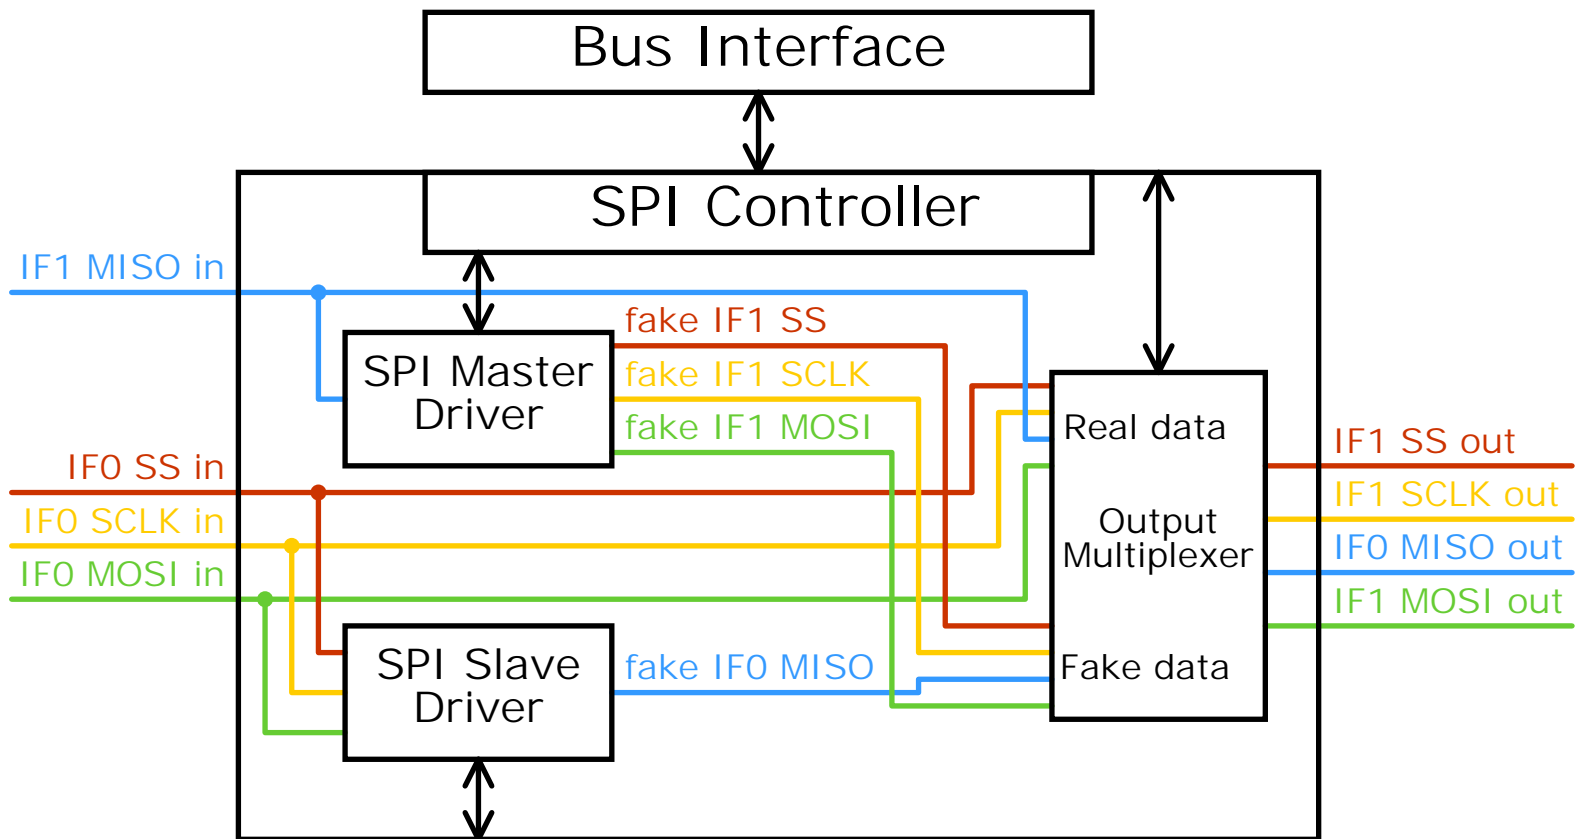 Bus Interface
SPI Controller
IF1 MISO in
fake IF1 SS
SPI Master
Driver
fake IF1 SCLK
fake IF1 MOSI
Real data
IF0 SS in
IF0 SCLK in
IF0 MOSI in
Output
Multiplexer
IF1 SS out
IF1 SCLK out
IF0 MISO out
IF1 MOSI out
SPI Slave
Driver
fake IF0 MISO
Fake data